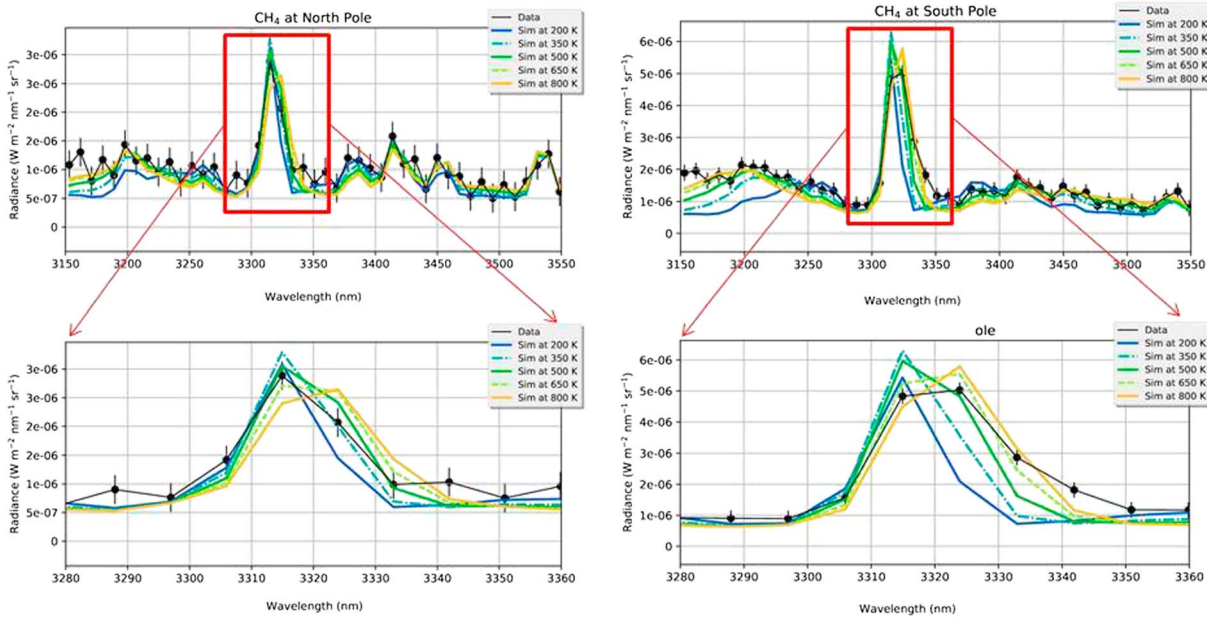 CH4 at North Pole
Data
Sim at 200 K
Sim at 350 K
Sim at 500 K
Sim at 650 K
Sim at 800 K
Radiance (W m−2 nm−1 sr−1)
3e-06
3e-06
2e-06
2e-06
1e-06
5e-07
0
3150 3200 3250 3300 3350 3400 3450 3500 3550
Wavelength (nm)
CH4 at South Pole
Data
Sim at 200 K
Sim at 350 K
Sim at 500 K
Sim at 650 K
Sim at 800 K
Radiance (W m−2 nm−1 sr−1)
6e-06
5e-06
4e-06
3e-06
2e-06
1e-06
0
3150 3200 3250 3300 3350 3400 3450 3500 3550
Wavelength (nm)
Data
Sim at 200 K
Sim at 350 K
Sim at 500 K
Sim at 650 K
Sim at 800 K
Radiance (W m−2 nm−1 sr−1)
3e-06
3e-06
2e-06
2e-06
1e-06
5e-07
0
3280 3290 3300 3310 3320 3330 3340 3350 3360
Wavelength (nm)
ole
Data
Sim at 200 K
Sim at 350 K
Sim at 500 K
Sim at 650 K
Sim at 800 K
Radiance (W m−2 nm−1 sr−1)
6e-06
5e-06
4e-06
3e-06
2e-06
1e-06
0
3280 3290 3300 3310 3320 3330 3340 3350 3360
Wavelength (nm)